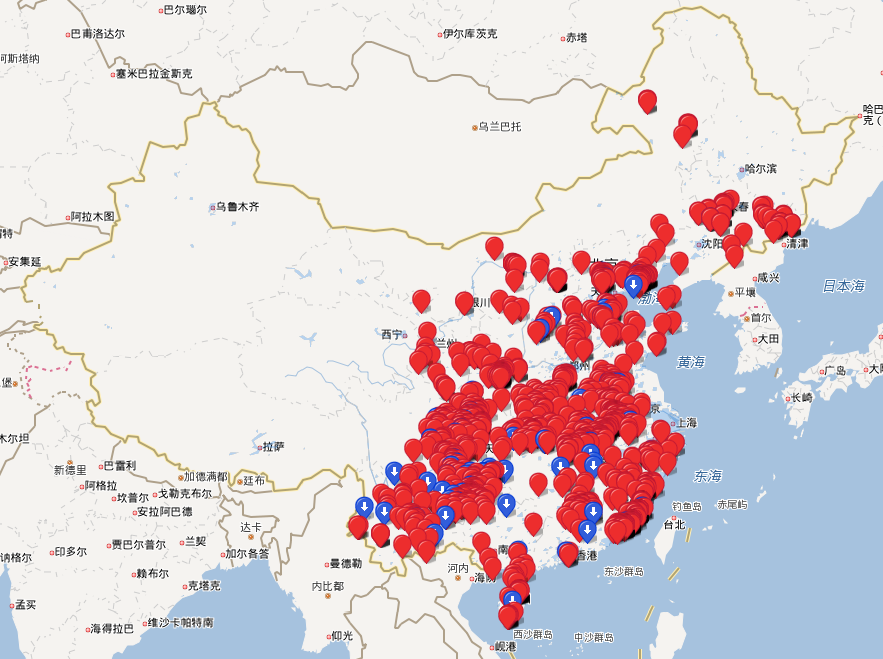 巴尔瑙尔
巴甫洛达尔
伊尔库茨克
赤塔
阿斯塔纳
塞米巴拉金斯克
哈巴
克（
乌兰巴托
哈尔滨
乌鲁木齐
阿拉木图
春
沈阳
清津
安集延
北京
咸兴
日本海
平壤
银川
渤
首尔
西宁
兰州
大田
黄海
广岛
郑州
堡
长崎
京
上海
木尔坦
拉萨
天
新德里
巴雷利
加德满都
东海
阿格拉
戈勒克布尔
廷布
坎普尔
钓鱼岛
赤尾屿
安拉阿巴德
达卡
台北
贾巴尔普尔
兰契
讷格尔
印多尔
加尔各答
南
香港
曼德勒
河内
赖布尔
海防
东沙群岛
克塔克
内比都
孟买
维沙卡帕特南
海得拉巴
仰光
西沙群岛
中沙群岛
岘港